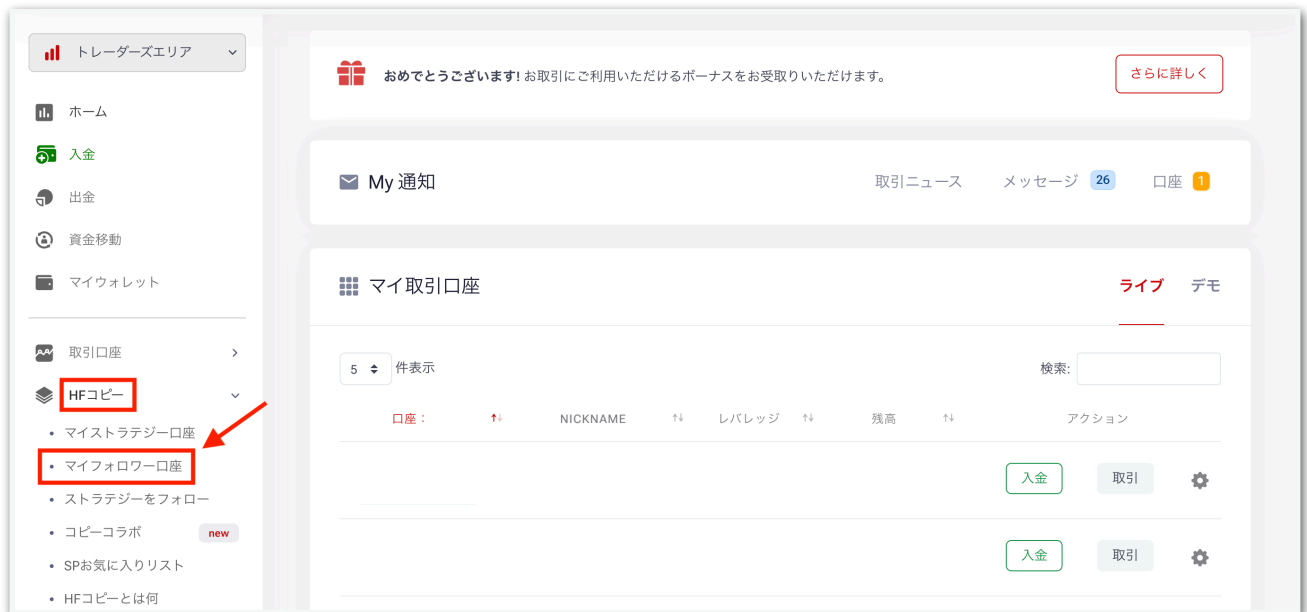 トレーダーズエリア
ホーム
入金
出金
資金移動
マイウォレット
取引口座
HFコピー
マイストラテジー口座
マイフォロワー口座
ストラテジーをフォロー
コピーコラボ new
SPお気に入りリスト
HFコピーとは何
おめでとうございます! お取引にご利用いただけるボーナスをお受取りいただけます。 さらに詳しく
My 通知 取引ニュース メッセージ 26 口座 1
マイ取引口座 ライブ デモ
5 件表示 検索:
口座： NICKNAME レバレッジ 残高 アクション
入金 取引
入金 取引